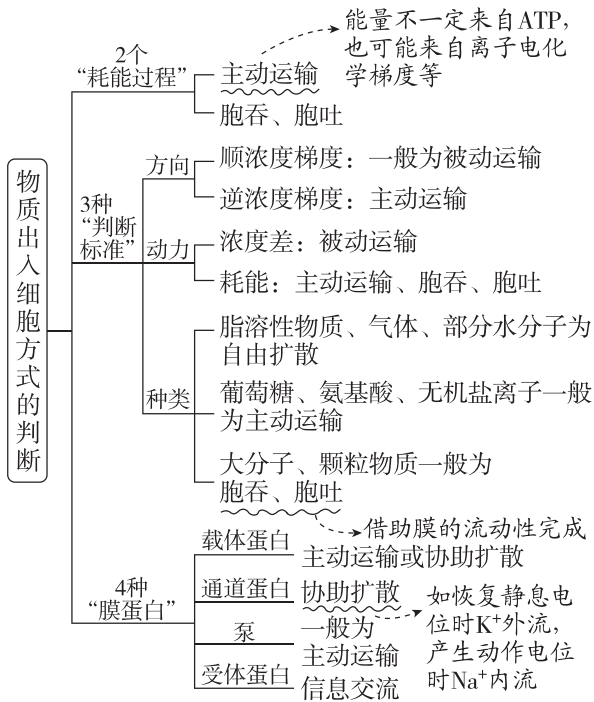 能量不一定来自ATP,
也可能来自离子电化
学梯度等
2个
“耗能过程”
主动运输
胞吞、胞吐
物质出入细胞方式的判断
3种
“判断
标准”
方向
顺浓度梯度：一般为被动运输
逆浓度梯度：主动运输
动力
浓度差：被动运输
耗能：主动运输、胞吞、胞吐
种类
脂溶性物质、气体、部分水分子为
自由扩散
葡萄糖、氨基酸、无机盐离子一般
为主动运输
大分子、颗粒物质一般为
胞吞、胞吐
借助膜的流动性完成
4种
“膜蛋白”
载体蛋白
主动运输或协助扩散
通道蛋白
协助扩散
如恢复静息电
位时K⁺外流,
产生动作电位
时Na⁺内流
泵
一般为
主动运输
受体蛋白
信息交流